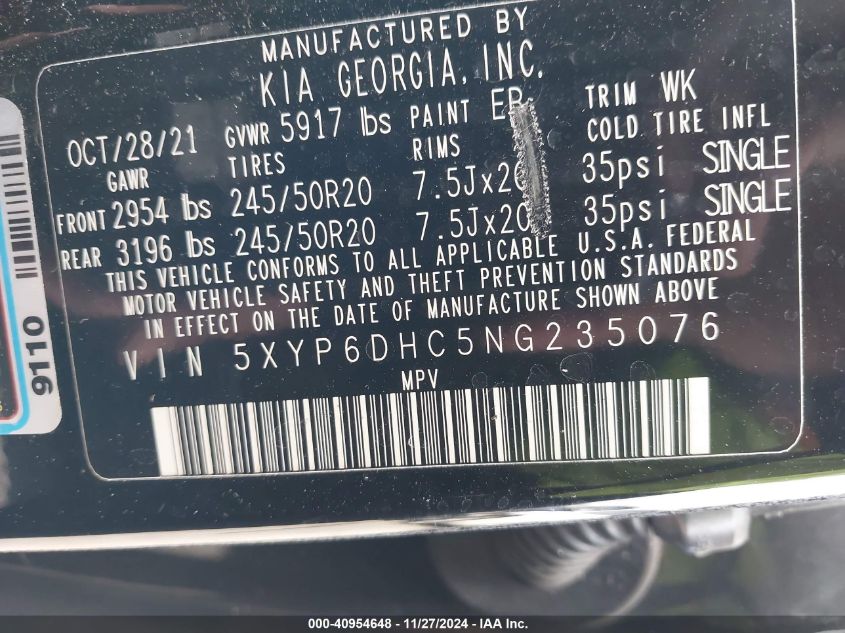 MANUFACTURED BY
KIA GEORGIA, INC.
OCT/28/21 GVWR 5917 lbs PAINT TRIM WK
GAWR TIRES RIMS COLD TIRE INFL
FRONT 2954 lbs 245/50R20 7.5Jx20 35psi SINGLE
REAR 3196 lbs 245/50R20 7.5Jx20 35psi SINGLE
THIS VEHICLE CONFORMS TO ALL APPLICABLE U.S.A. FEDERAL
MOTOR VEHICLE SAFETY AND THEFT PREVENTION STANDARDS
IN EFFECT ON THE DATE OF MANUFACTURE SHOWN ABOVE
VIN 5XYP6DHC5NG235076
MPV
9110
000-40954648 - 11/27/2024 - IAA Inc.